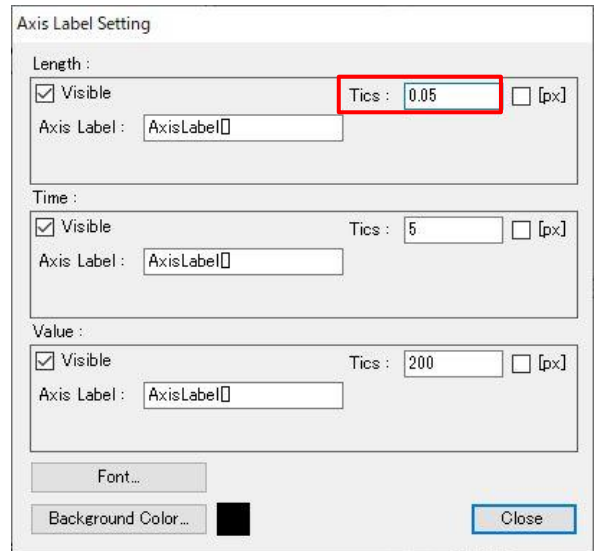 Axis Label Setting
Length :
Visible Tics : 0.05 [px]
Axis Label : AxisLabel[]
Time :
Visible Tics : 5 [px]
Axis Label : AxisLabel[]
Value :
Visible Tics : 200 [px]
Axis Label : AxisLabel[]
Font...
Background Color... Close